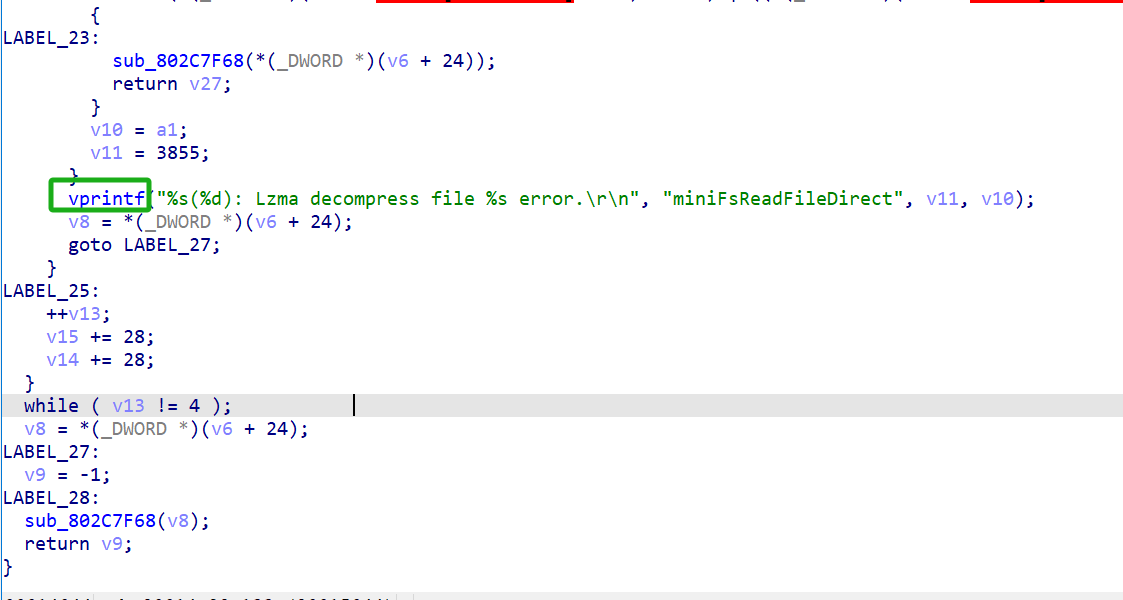 {
LABEL_23:
sub_802C7F68(*(_DWORD *)(v6 + 24));
return v27;
}
v10 = a1;
v11 = 3855;
}
vprintf("%s(%d): Lzma decompress file %s error.\r\n", "miniFsReadFileDirect", v11, v10);
v8 = *(_DWORD *)(v6 + 24);
goto LABEL_27;
}
LABEL_25:
++v13;
v15 += 28;
v14 += 28;
}
while ( v13 != 4 );
v8 = *(_DWORD *)(v6 + 24);
LABEL_27:
v9 = -1;
LABEL_28:
sub_802C7F68(v8);
return v9;
}